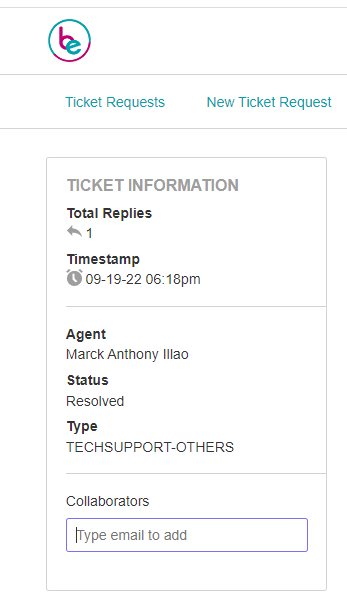 be
Ticket Requests New Ticket Request
TICKET INFORMATION
Total Replies
1
Timestamp
09-19-22 06:18pm
Agent
Marck Anthony Illao
Status
Resolved
Type
TECHSUPPORT-OTHERS
Collaborators
Type email to add